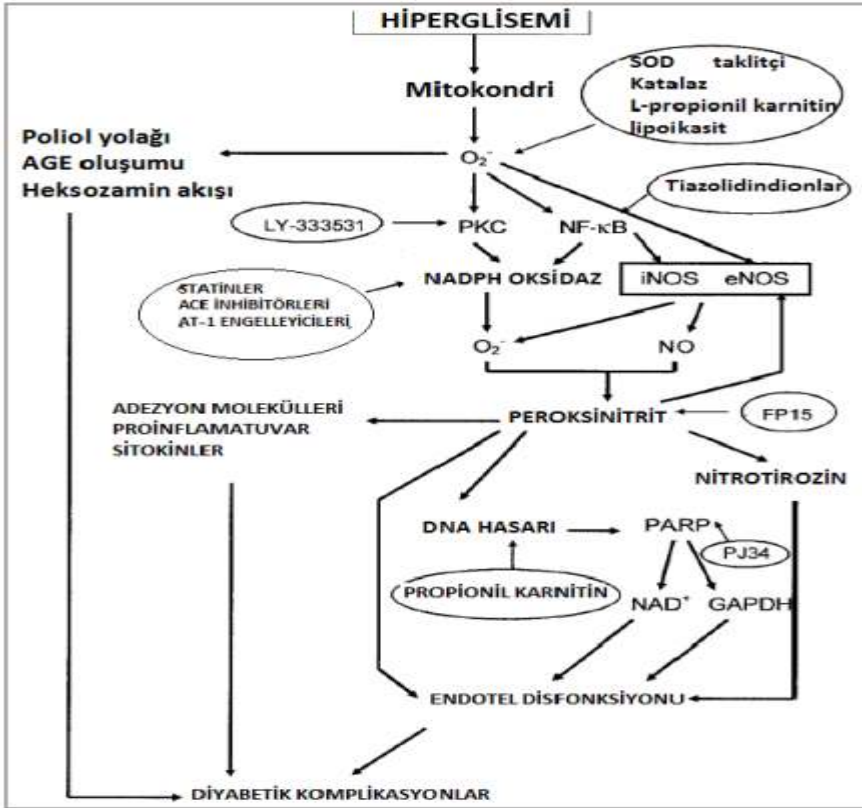 HİPERGLİSEMİ
SOD taklitçi
Katalaz
L-propionil karnitin
lipoikasit
Mitokondri
Poliol yolağı
AGE oluşumu
Heksozamin akışı
O₂⁻
Tiazolidindionlar
LY-333531
PKC
NF-κB
STATİNLER
ACE İNHİBİTÖRLERİ
AT-1 ENGELLEYİCİLERİ
NADPH OKSİDAZ
iNOS eNOS
O₂⁻
NO
ADEZYON MOLEKÜLLERİ
PROİNFLAMATUVAR
SİTOKİNLER
PEROKSİNİTRİT
FP15
NİTROTİROZİN
DNA HASARI
PARP
PJ34
PROPİONİL KARNİTİN
NAD⁺
GAPDH
ENDOTEL DİSFONKSİYONU
DİYABETİK KOMPLİKASYONLAR